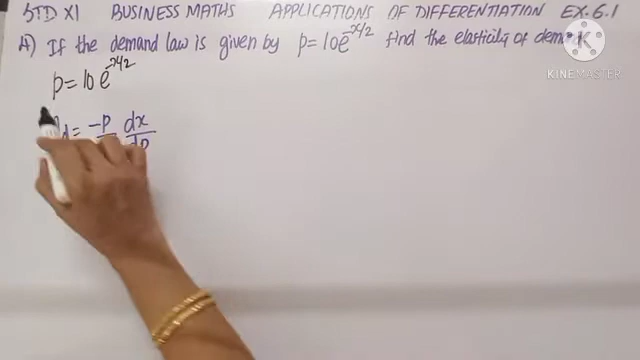 STD XI BUSINESS MATHS APPLICATIONS OF DIFFERENTIATION EX.6.1
4) If the demand law is given by p=10e^-x/2 find the elasticity of demand.
p=10e^-x/2
d = -p dx
dp
KINEMASTER